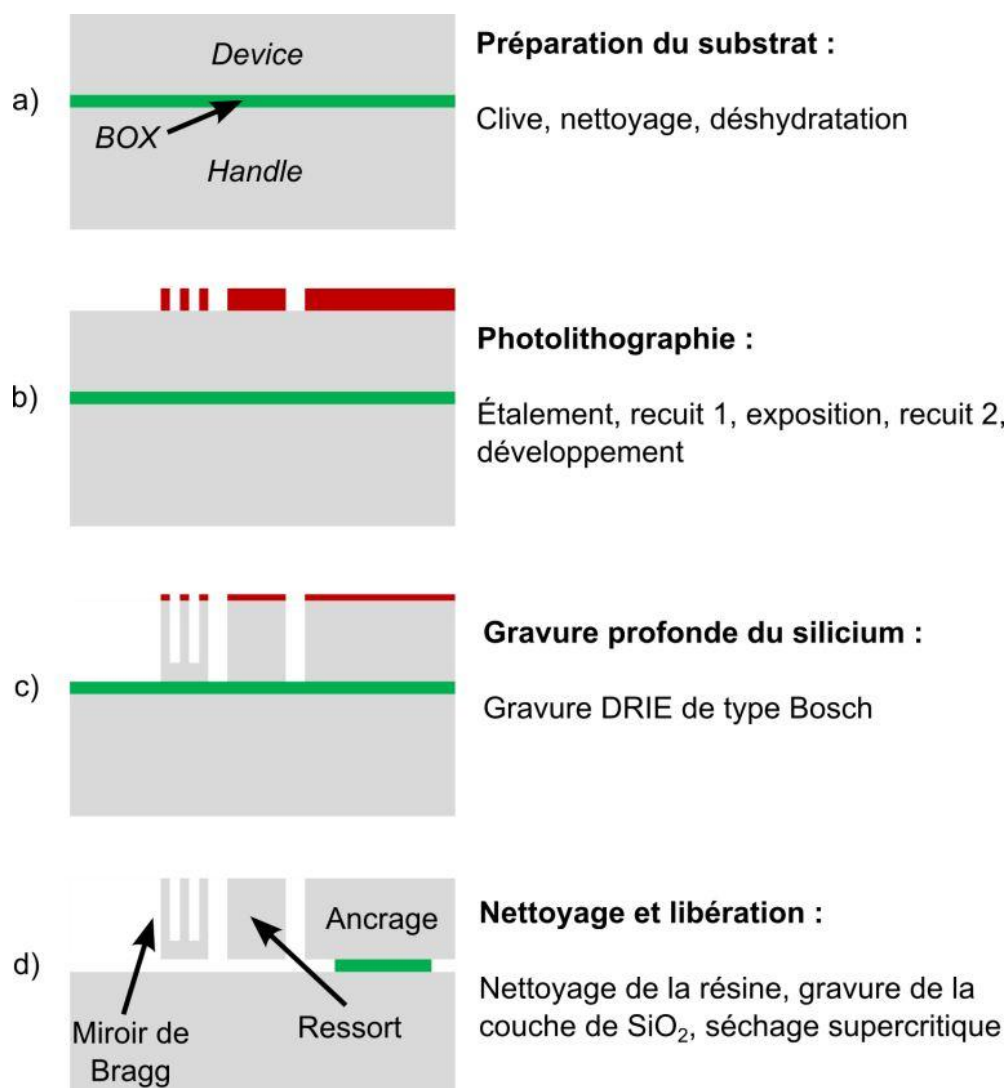 Device
a)
BOX
Handle
Préparation du substrat :
Clive, nettoyage, déshydratation
b)
Photolithographie :
Étalement, recuit 1, exposition, recuit 2,
développement
c)
Gravure profonde du silicium :
Gravure DRIE de type Bosch
d)
Ancrage
Miroir de
Bragg
Ressort
Nettoyage et libération :
Nettoyage de la résine, gravure de la
couche de SiO₂, séchage supercritique